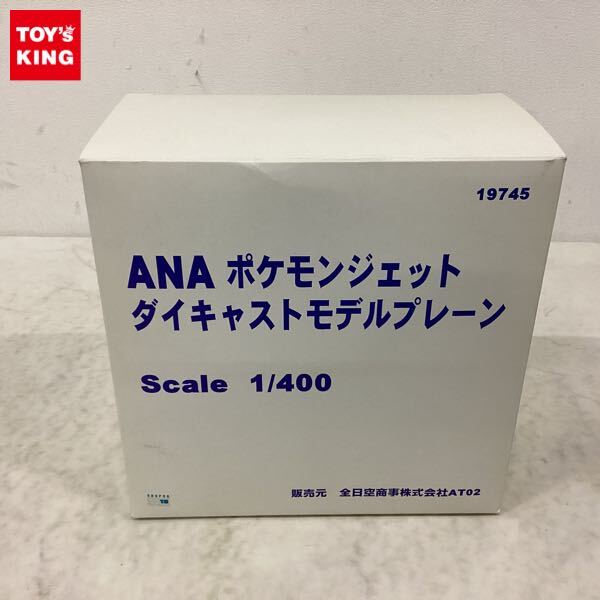 TOY's
KING
19745
ANA ポケモンジェット
ダイキャストモデルプレーン
Scale 1/400
販売元 全日空商事株式会社AT02